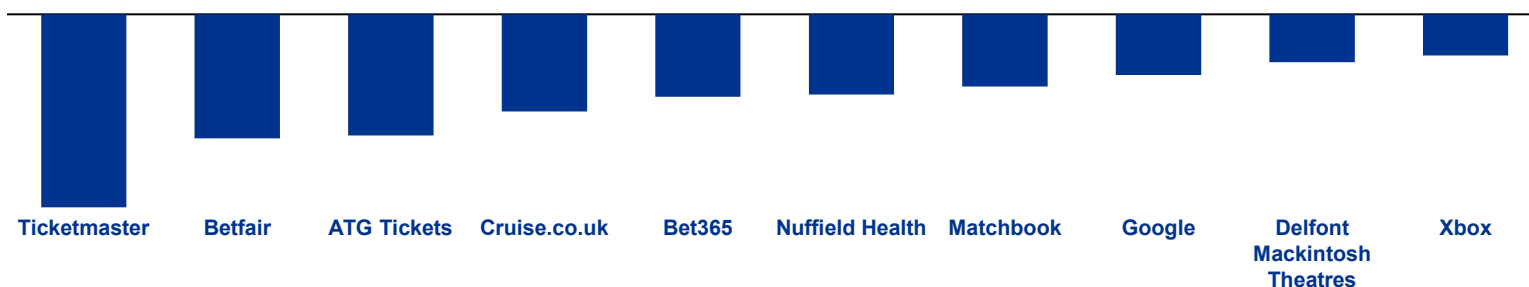 Ticketmaster
Betfair
ATG Tickets
Cruise.co.uk
Bet365
Nuffield Health
Matchbook
Google
Delfont
Mackintosh
Theatres
Xbox